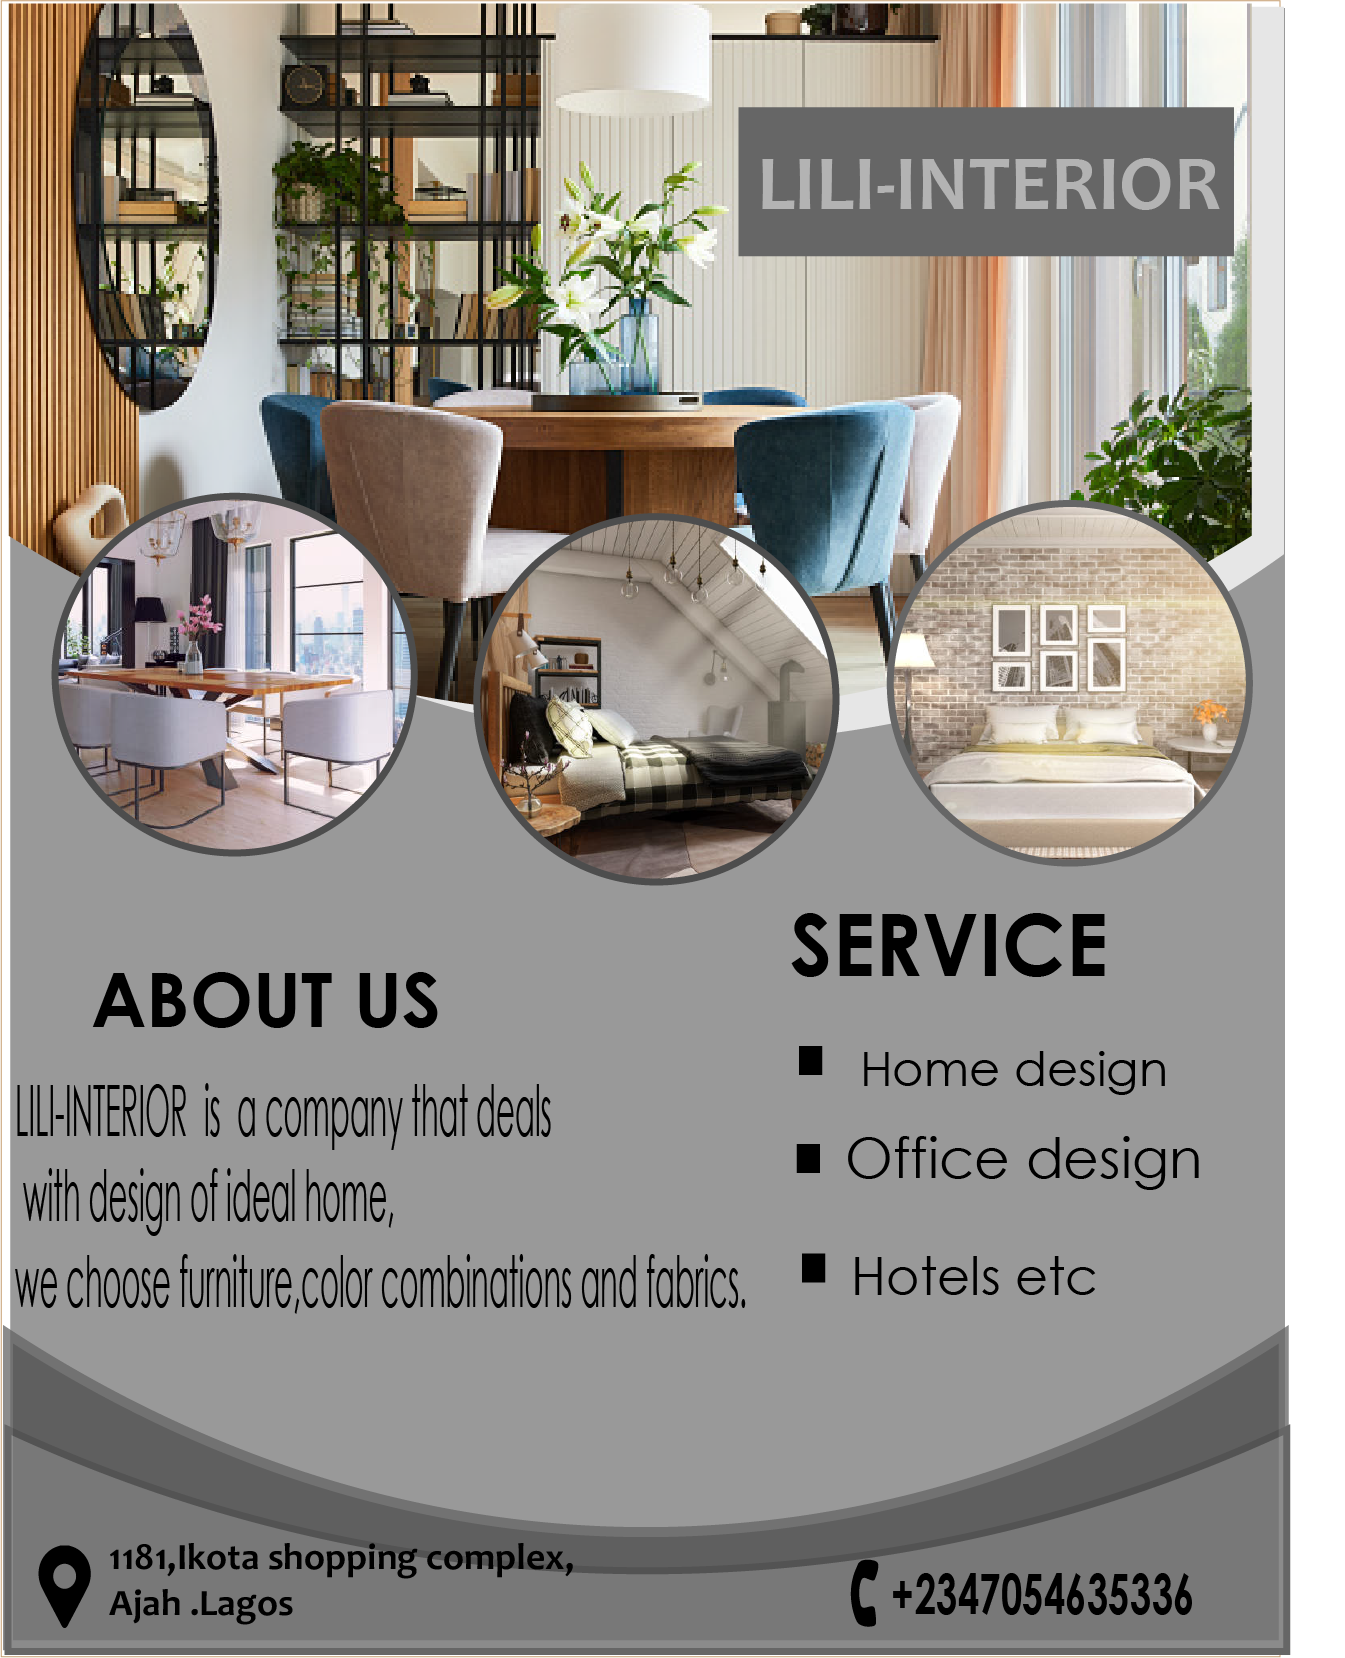 LILI-INTERIOR
ABOUT US
LILI-INTERIOR is a company that deals
with design of ideal home,
we choose furniture,color combinations and fabrics.
SERVICE
Home design
Office design
Hotels etc
1181,Ikota shopping complex,
Ajah .Lagos
+2347054635336